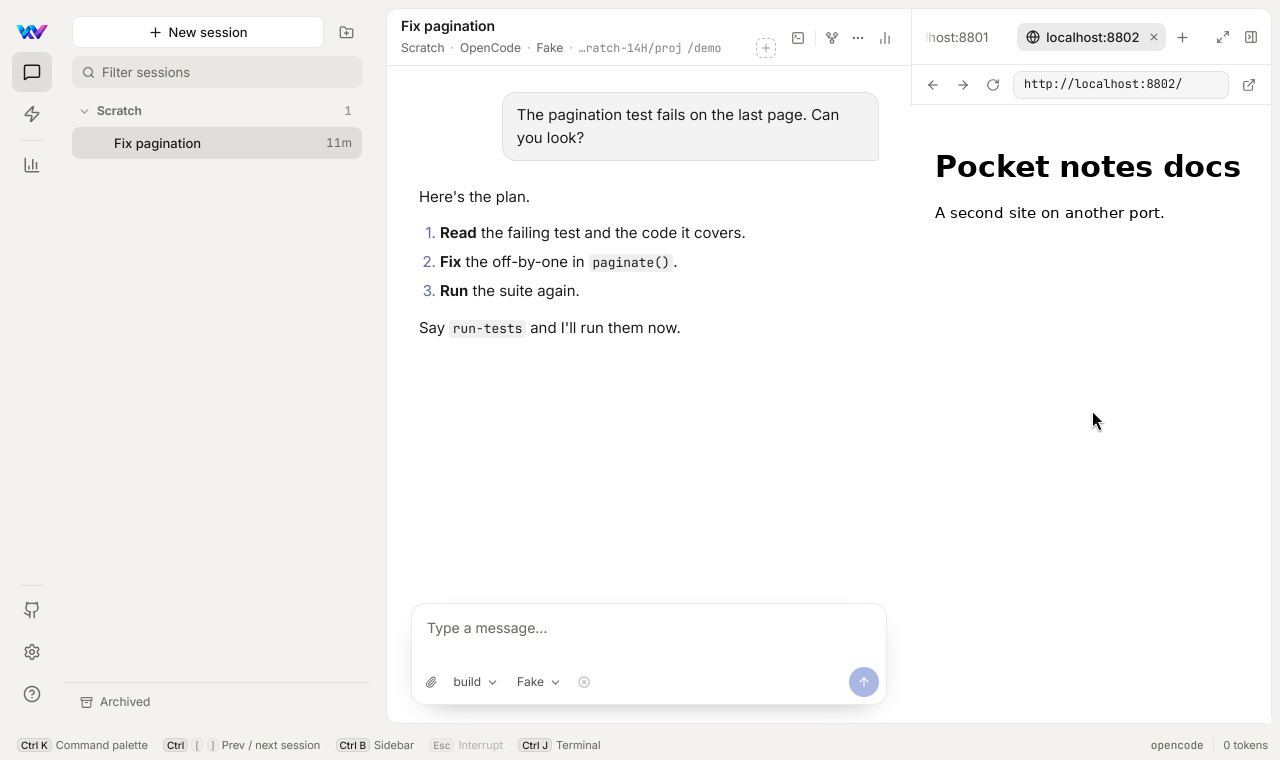 New session
Filter sessions
Scratch 1
Fix pagination 11m
Archived
Fix pagination
Scratch · OpenCode · Fake · …ratch-14H/proj /demo
The pagination test fails on the last page. Can
you look?
Here's the plan.
1. Read the failing test and the code it covers.
2. Fix the off-by-one in paginate().
3. Run the suite again.
Say run-tests and I'll run them now.
Type a message...
build Fake
lhost:8801 localhost:8802
http://localhost:8802/
Pocket notes docs
A second site on another port.
Ctrl K Command palette · Ctrl [ ] Prev / next session · Ctrl B Sidebar · Esc Interrupt · Ctrl J Terminal
opencode 0 tokens